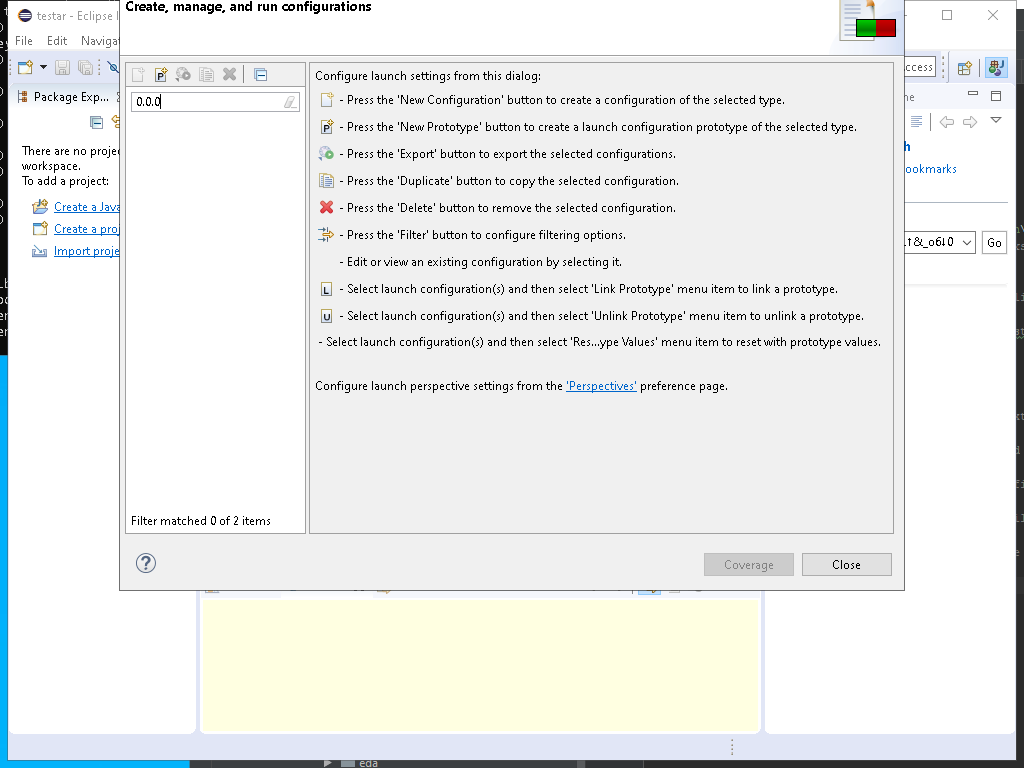 Create, manage, and run configurations
testar - Eclipse I
File Edit Naviga
cess
Package Exp...
0.0.0
There are no proje
workspace.
To add a project:
Create a Java
Create a proj
Import proje
Filter matched 0 of 2 items
Configure launch settings from this dialog:
- Press the 'New Configuration' button to create a configuration of the selected type.
- Press the 'New Prototype' button to create a launch configuration prototype of the selected type.
- Press the 'Export' button to export the selected configurations.
- Press the 'Duplicate' button to copy the selected configuration.
- Press the 'Delete' button to remove the selected configuration.
- Press the 'Filter' button to configure filtering options.
- Edit or view an existing configuration by selecting it.
- Select launch configuration(s) and then select 'Link Prototype' menu item to link a prototype.
- Select launch configuration(s) and then select 'Unlink Prototype' menu item to unlink a prototype.
- Select launch configuration(s) and then select 'Res...ype Values' menu item to reset with prototype values.
Configure launch perspective settings from the 'Perspectives' preference page.
Coverage Close
ne
h
ookmarks
Go
eda